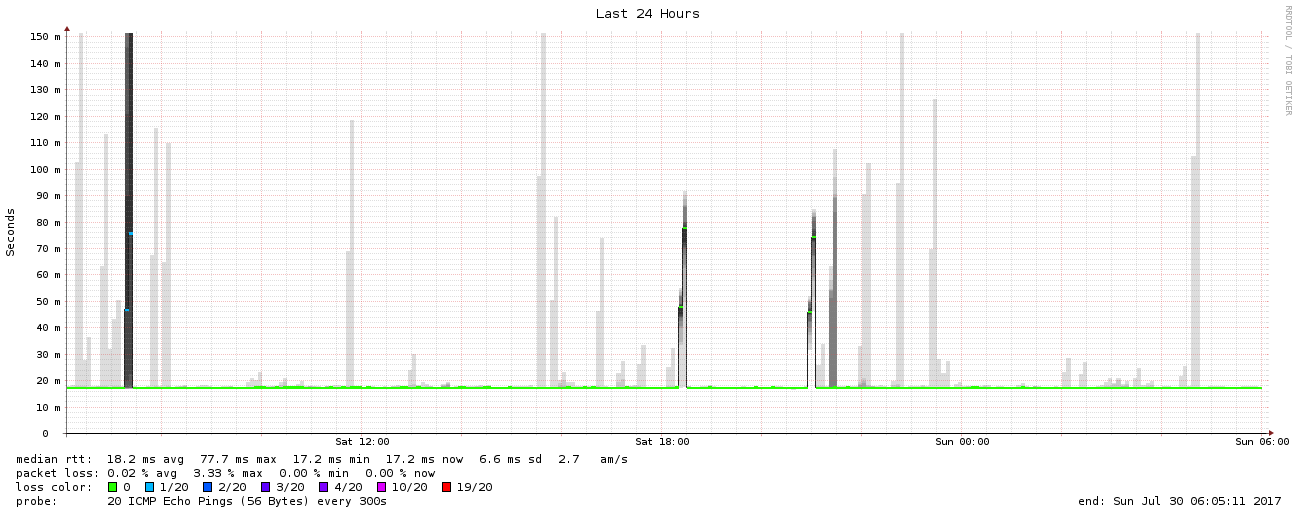 Last 24 Hours
RRDTOOL / TOBI OETIKER
Seconds
150 m
140 m
130 m
120 m
110 m
100 m
90 m
80 m
70 m
60 m
50 m
40 m
30 m
20 m
10 m
0
Sat 12:00 Sat 18:00 Sun 00:00 Sun 06:00
median rtt: 18.2 ms avg 77.7 ms max 17.2 ms min 17.2 ms now 6.6 ms sd 2.7 am/s
packet loss: 0.02 % avg 3.33 % max 0.00 % min 0.00 % now
loss color: 0 1/20 2/20 3/20 4/20 10/20 19/20
probe: 20 ICMP Echo Pings (56 Bytes) every 300s end: Sun Jul 30 06:05:11 2017